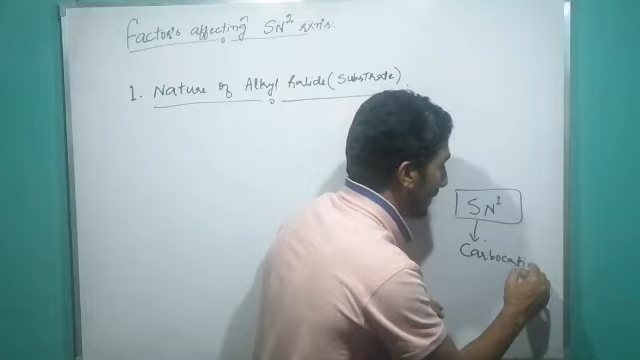 Factors affecting SN² rxns:
1. Nature of Alkyl halide (Substrate).
SN¹
Carbocati